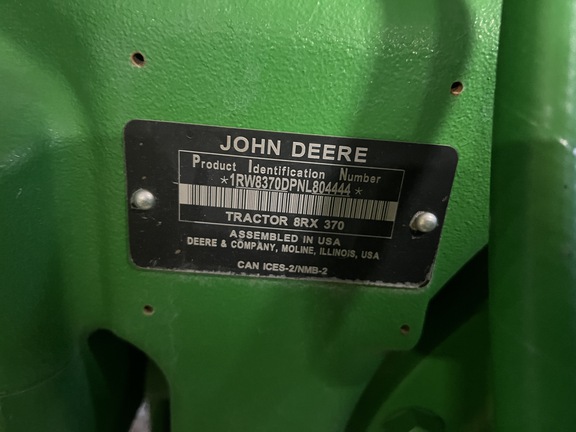 JOHN DEERE
Product Identification Number
*1RW8370DPNL804444*
TRACTOR 8RX 370
ASSEMBLED IN USA
DEERE & COMPANY, MOLINE, ILLINOIS, USA
CAN ICES-2/NMB-2